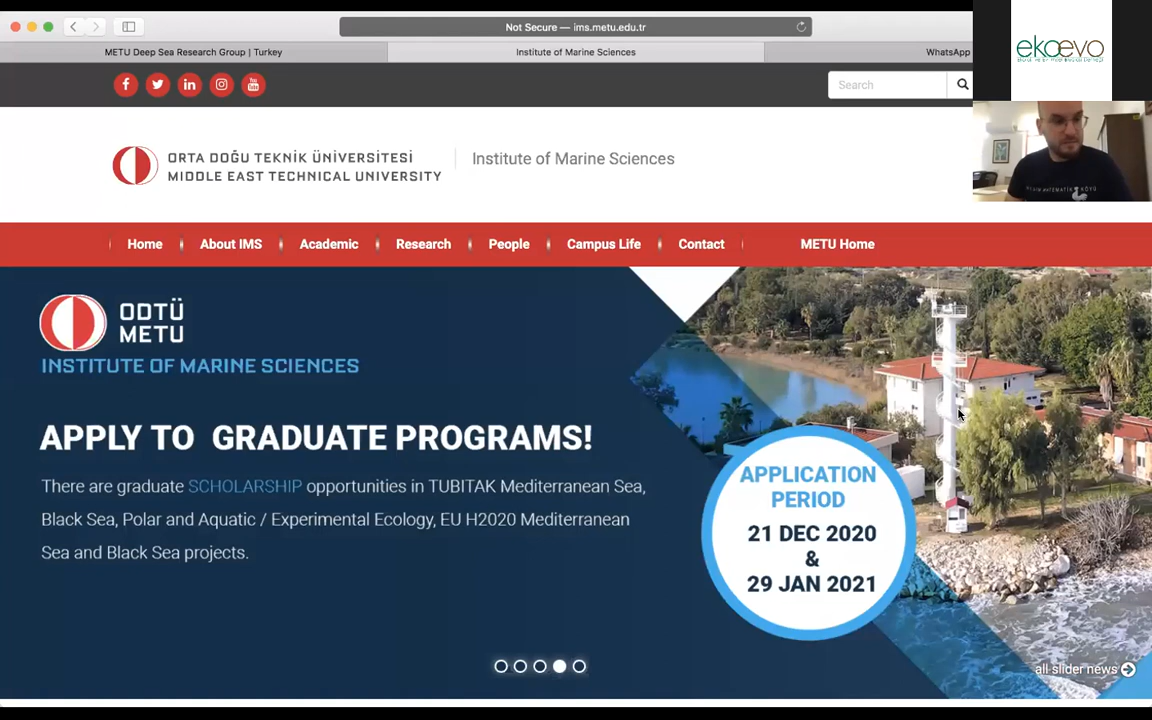 Not Secure — ims.metu.edu.tr
METU Deep Sea Research Group | Turkey
Institute of Marine Sciences
WhatsApp
Search
ekoevo
ORTA DOĞU TEKNİK ÜNİVERSİTESİ
MIDDLE EAST TECHNICAL UNIVERSITY
Institute of Marine Sciences
Home
About IMS
Academic
Research
People
Campus Life
Contact
METU Home
ODTÜ
METU
INSTITUTE OF MARINE SCIENCES
APPLY TO GRADUATE PROGRAMS!
There are graduate SCHOLARSHIP opportunities in TUBITAK Mediterranean Sea,
Black Sea, Polar and Aquatic / Experimental Ecology, EU H2020 Mediterranean
Sea and Black Sea projects.
APPLICATION
PERIOD
21 DEC 2020
&
29 JAN 2021
all slider news